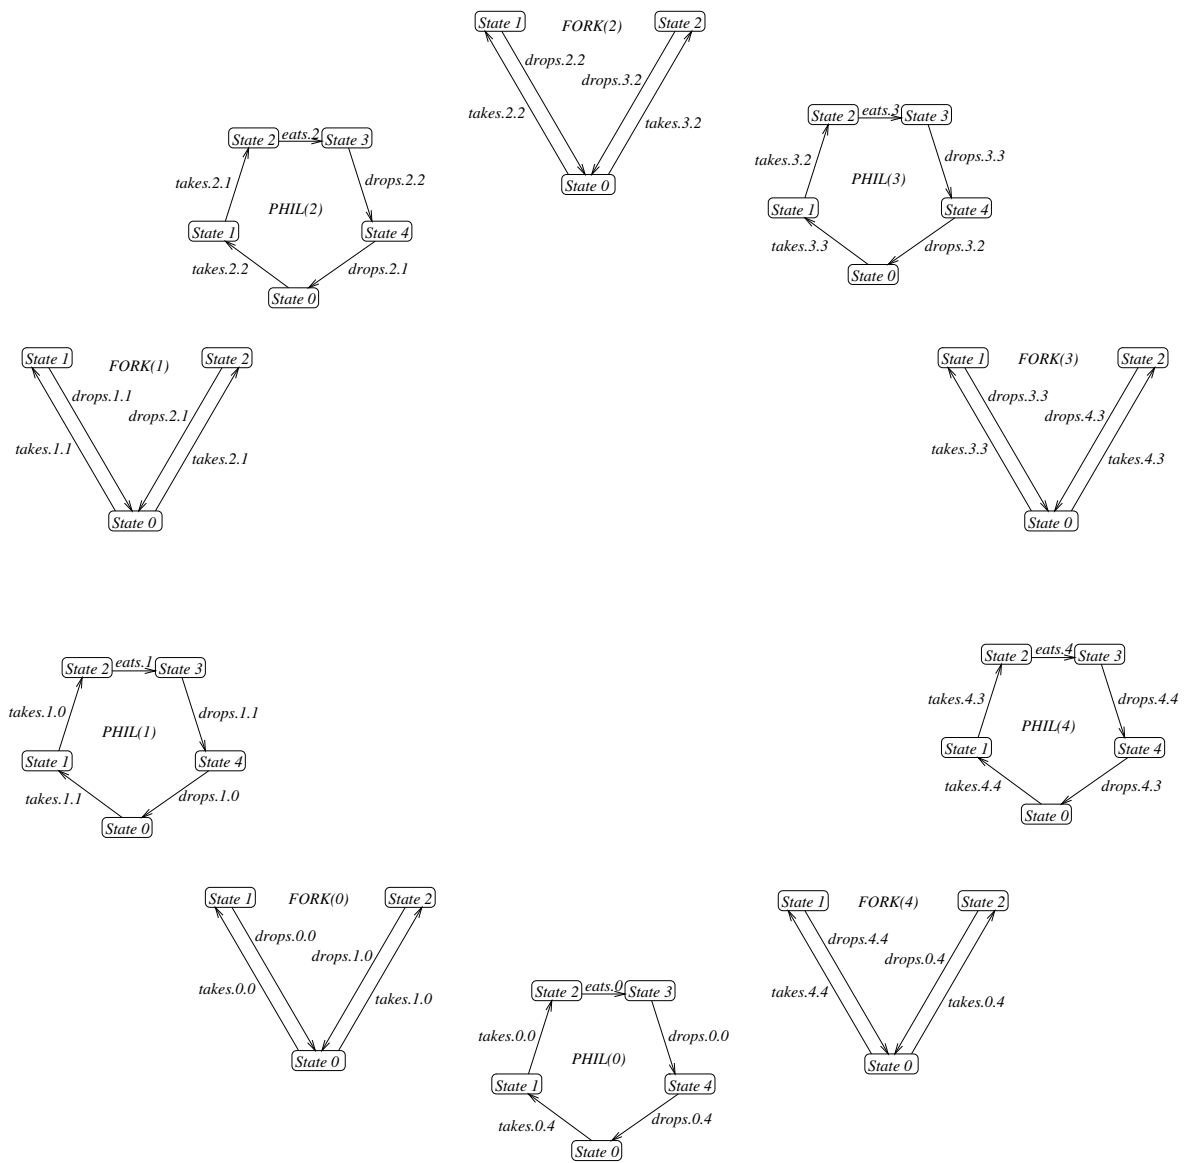 State 1
FORK(2)
State 2
drops.2.2
drops.3.2
takes.2.2
takes.3.2
State 0
State 2
eats.2
State 3
takes.2.1
drops.2.2
PHIL(2)
State 1
State 4
takes.2.2
drops.2.1
State 0
State 2
eats.3
State 3
takes.3.2
drops.3.3
PHIL(3)
State 1
State 4
takes.3.3
drops.3.2
State 0
State 1
FORK(1)
State 2
drops.1.1
drops.2.1
takes.1.1
takes.2.1
State 0
State 1
FORK(3)
State 2
drops.3.3
drops.4.3
takes.3.3
takes.4.3
State 0
State 2
eats.1
State 3
takes.1.0
drops.1.1
PHIL(1)
State 1
State 4
takes.1.1
drops.1.0
State 0
State 2
eats.4
State 3
takes.4.3
drops.4.4
PHIL(4)
State 1
State 4
takes.4.4
drops.4.3
State 0
State 1
FORK(0)
State 2
drops.0.0
drops.1.0
takes.0.0
takes.1.0
State 0
State 2
eats.0
State 3
takes.0.0
drops.0.0
PHIL(0)
State 1
State 4
takes.0.4
drops.0.4
State 0
State 1
FORK(4)
State 2
drops.4.4
drops.0.4
takes.4.4
takes.0.4
State 0